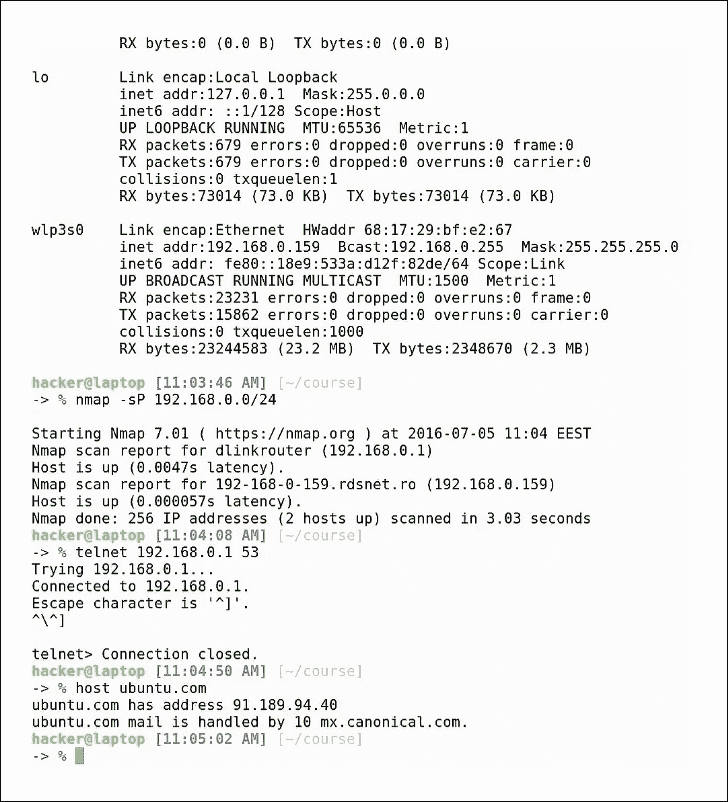 RX bytes:0 (0.0 B)  TX bytes:0 (0.0 B)
lo        Link encap:Local Loopback
inet addr:127.0.0.1  Mask:255.0.0.0
inet6 addr: ::1/128 Scope:Host
UP LOOPBACK RUNNING  MTU:65536  Metric:1
RX packets:679 errors:0 dropped:0 overruns:0 frame:0
TX packets:679 errors:0 dropped:0 overruns:0 carrier:0
collisions:0 txqueuelen:1
RX bytes:73014 (73.0 KB)  TX bytes:73014 (73.0 KB)
wlp3s0    Link encap:Ethernet  HWaddr 68:17:29:bf:e2:67
inet addr:192.168.0.159  Bcast:192.168.0.255  Mask:255.255.255.0
inet6 addr: fe80::18e9:533a:d12f:82de/64 Scope:Link
UP BROADCAST RUNNING MULTICAST  MTU:1500  Metric:1
RX packets:23231 errors:0 dropped:0 overruns:0 frame:0
TX packets:15862 errors:0 dropped:0 overruns:0 carrier:0
collisions:0 txqueuelen:1000
RX bytes:23244583 (23.2 MB)  TX bytes:2348670 (2.3 MB)
hacker@laptop [11:03:46 AM] [~/course]
-> % nmap -sP 192.168.0.0/24
Starting Nmap 7.01 ( https://nmap.org ) at 2016-07-05 11:04 EEST
Nmap scan report for dlinkrouter (192.168.0.1)
Host is up (0.0047s latency).
Nmap scan report for 192-168-0-159.rdsnet.ro (192.168.0.159)
Host is up (0.000057s latency).
Nmap done: 256 IP addresses (2 hosts up) scanned in 3.03 seconds
hacker@laptop [11:04:08 AM] [~/course]
-> % telnet 192.168.0.1 53
Trying 192.168.0.1...
Connected to 192.168.0.1.
Escape character is '^]'.
^\^]
telnet> Connection closed.
hacker@laptop [11:04:50 AM] [~/course]
-> % host ubuntu.com
ubuntu.com has address 91.189.94.40
ubuntu.com mail is handled by 10 mx.canonical.com.
hacker@laptop [11:05:02 AM] [~/course]
-> %